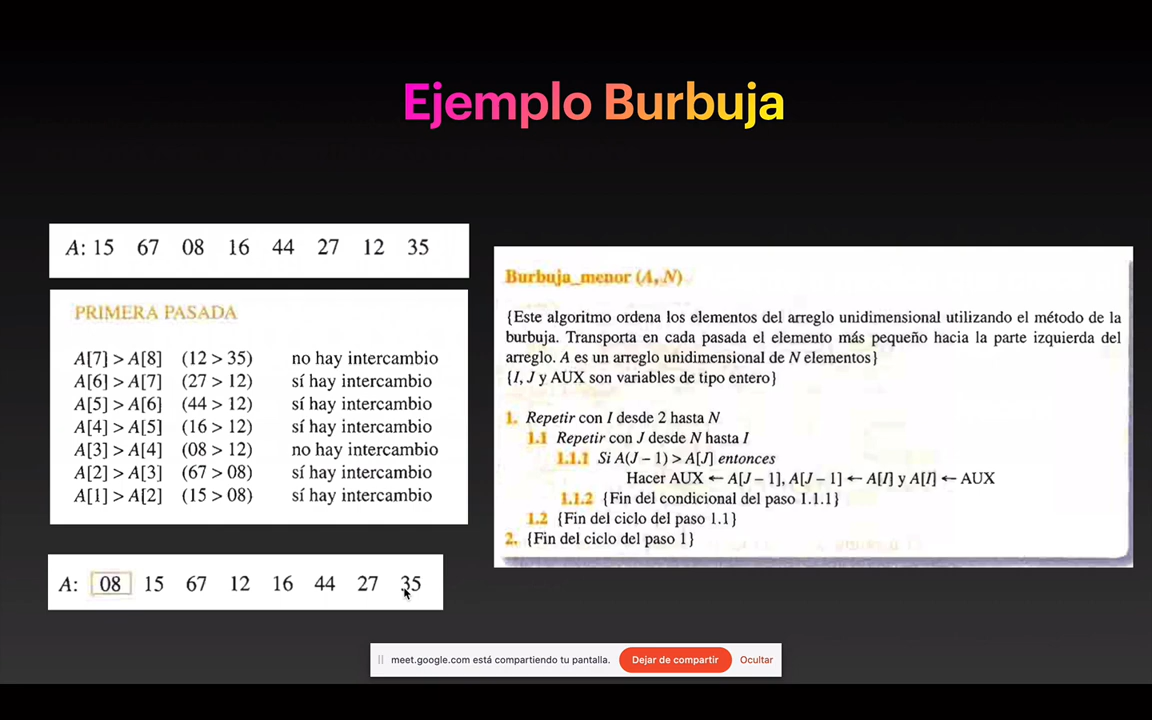 Ejemplo Burbuja
A: 15 67 08 16 44 27 12 35
PRIMERA PASADA
A[7] > A[8] (12 > 35) no hay intercambio
A[6] > A[7] (27 > 12) sí hay intercambio
A[5] > A[6] (44 > 12) sí hay intercambio
A[4] > A[5] (16 > 12) sí hay intercambio
A[3] > A[4] (08 > 12) no hay intercambio
A[2] > A[3] (67 > 08) sí hay intercambio
A[1] > A[2] (15 > 08) sí hay intercambio
A: 08 15 67 12 16 44 27 35
Burbuja_menor (A, N)
{Este algoritmo ordena los elementos del arreglo unidimensional utilizando el método de la
burbuja. Transporta en cada pasada el elemento más pequeño hacia la parte izquierda del
arreglo. A es un arreglo unidimensional de N elementos}
{I, J y AUX son variables de tipo entero}
1. Repetir con I desde 2 hasta N
1.1 Repetir con J desde N hasta I
1.1.1 Si A(J − 1) > A[J] entonces
Hacer AUX ← A[J − 1], A[J − 1] ← A[J] y A[J] ← AUX
1.1.2 {Fin del condicional del paso 1.1.1}
1.2 {Fin del ciclo del paso 1.1}
2. {Fin del ciclo del paso 1}
meet.google.com está compartiendo tu pantalla. Dejar de compartir Ocultar